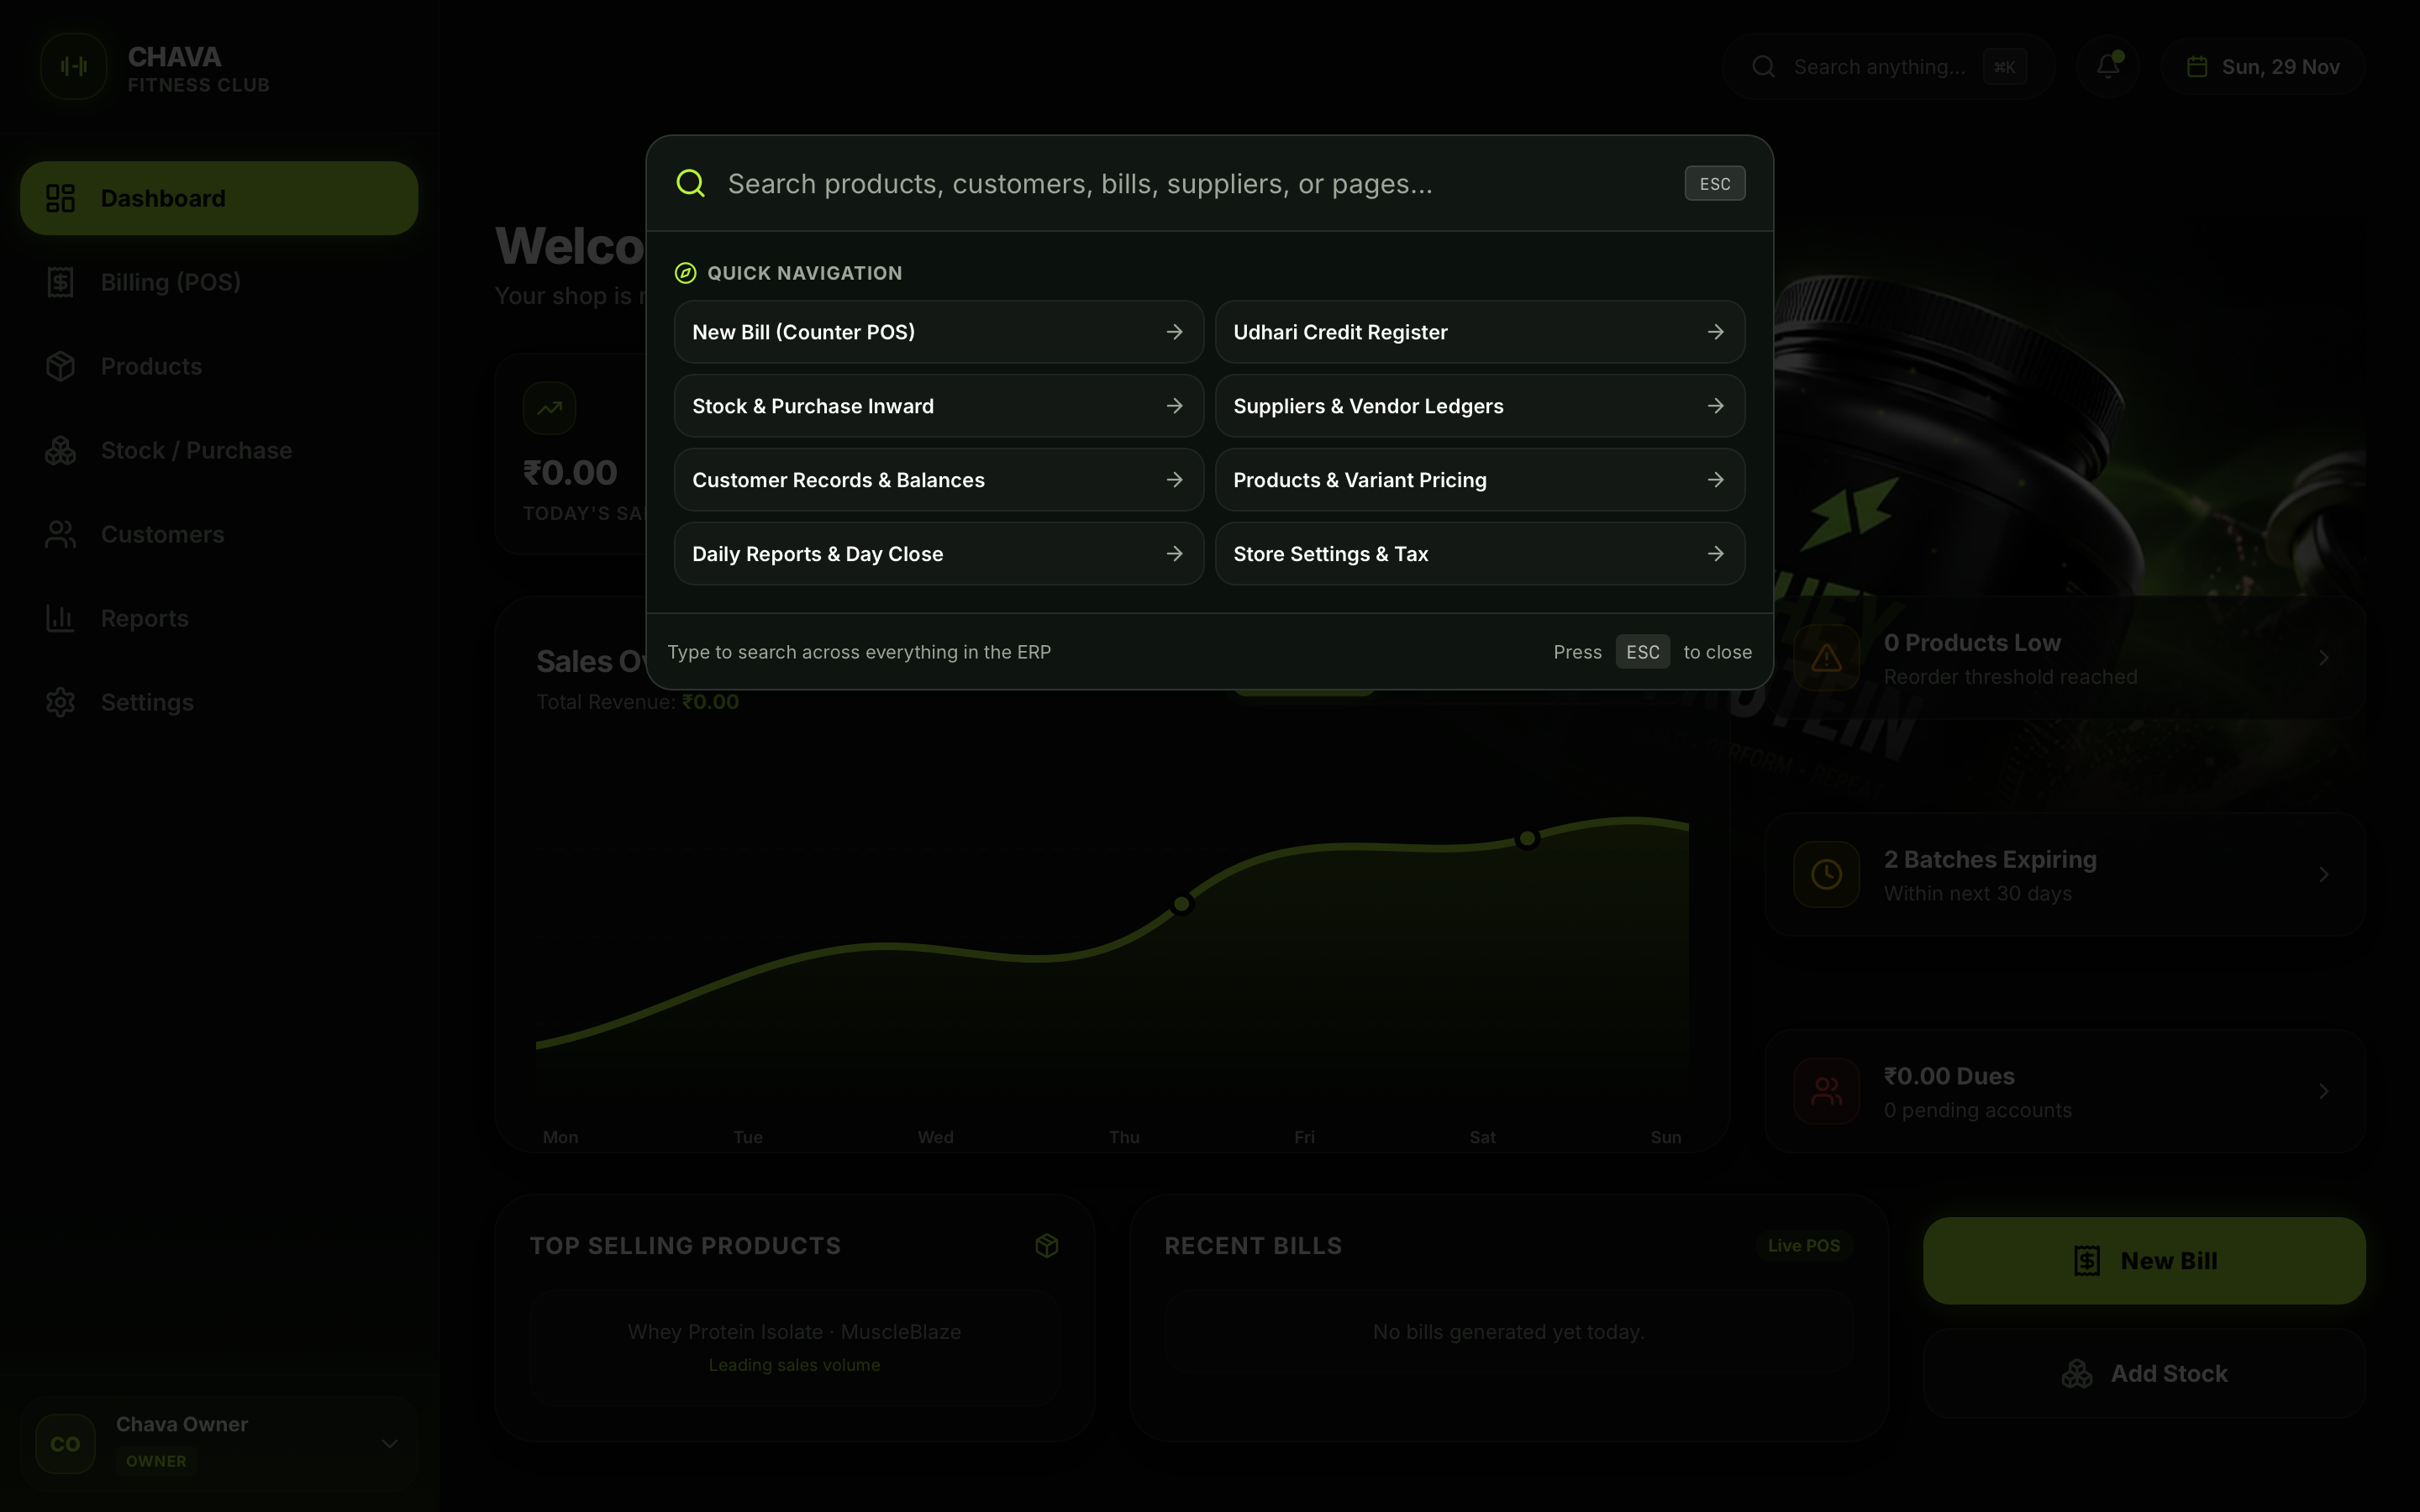 CHAVA
FITNESS CLUB
Search anything...
⌘K
Sun, 29 Nov
Dashboard
Billing (POS)
Products
Stock / Purchase
Customers
Reports
Settings
Chava Owner
CO
OWNER
Search products, customers, bills, suppliers, or pages...
ESC
QUICK NAVIGATION
New Bill (Counter POS)
Udhari Credit Register
Stock & Purchase Inward
Suppliers & Vendor Ledgers
Customer Records & Balances
Products & Variant Pricing
Daily Reports & Day Close
Store Settings & Tax
Type to search across everything in the ERP
Press ESC to close
Your shop is
₹0.00
Total Revenue: ₹0.00
Mon Tue Wed Thu Fri Sat Sun
0 Products Low
Reorder threshold reached
2 Batches Expiring
Within next 30 days
₹0.00 Dues
0 pending accounts
TOP SELLING PRODUCTS
Whey Protein Isolate · MuscleBlaze
Leading sales volume
RECENT BILLS
Live POS
No bills generated yet today.
New Bill
Add Stock